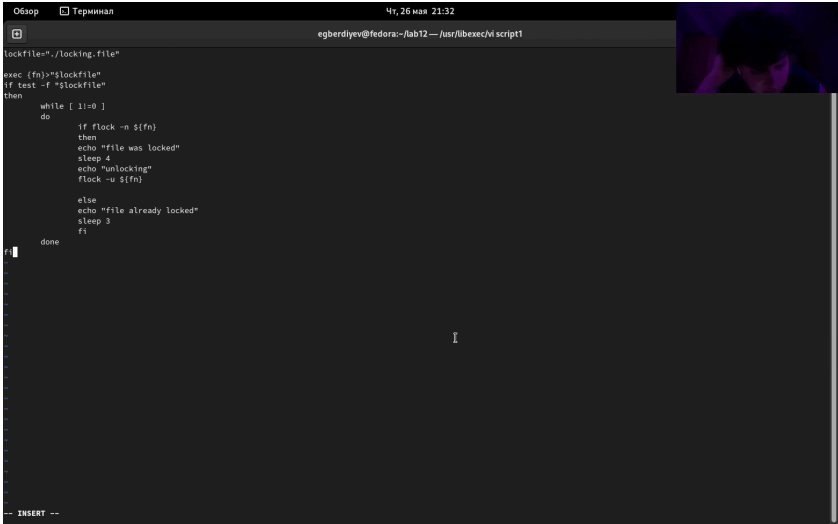 Обзор
Терминал
Чт, 26 мая 21:32
egberdiyev@fedora:~/lab12 — /usr/libexec/vi script1
lockfile="./locking.file"
exec {fn}>"$lockfile"
if test -f "$lockfile"
then
while [ 1!=0 ]
do
if flock -n ${fn}
then
echo "file was locked"
sleep 4
echo "unlocking"
flock -u ${fn}
else
echo "file already locked"
sleep 3
fi
done
fi
-- INSERT --